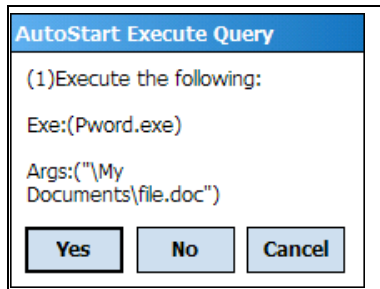 AutoStart Execute Query
(1)Execute the following:
Exe:(Pword.exe)
Args:("\My
Documents\file.doc")
Yes No Cancel